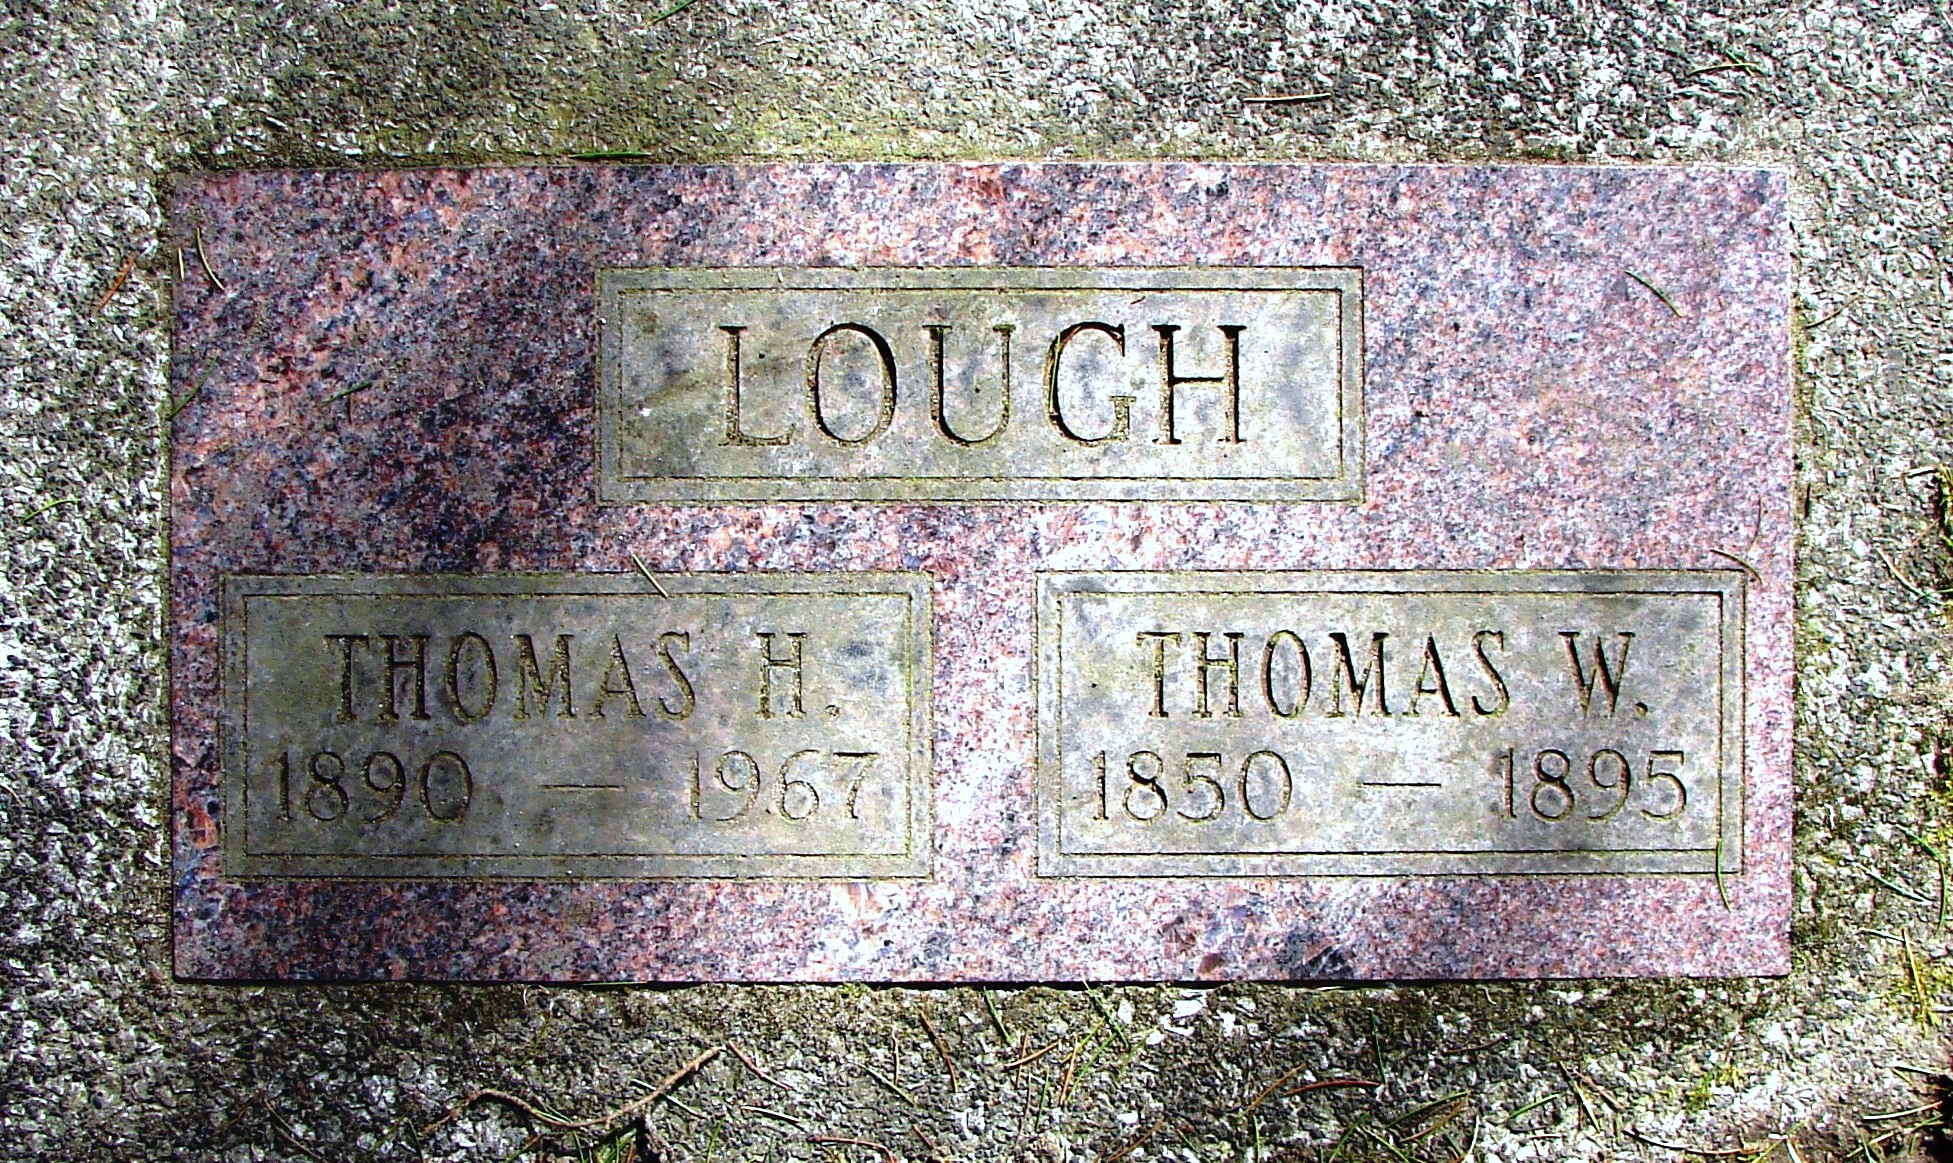 LOUGH
THOMAS H.
1890 — 1967
THOMAS W.
1850 — 1895